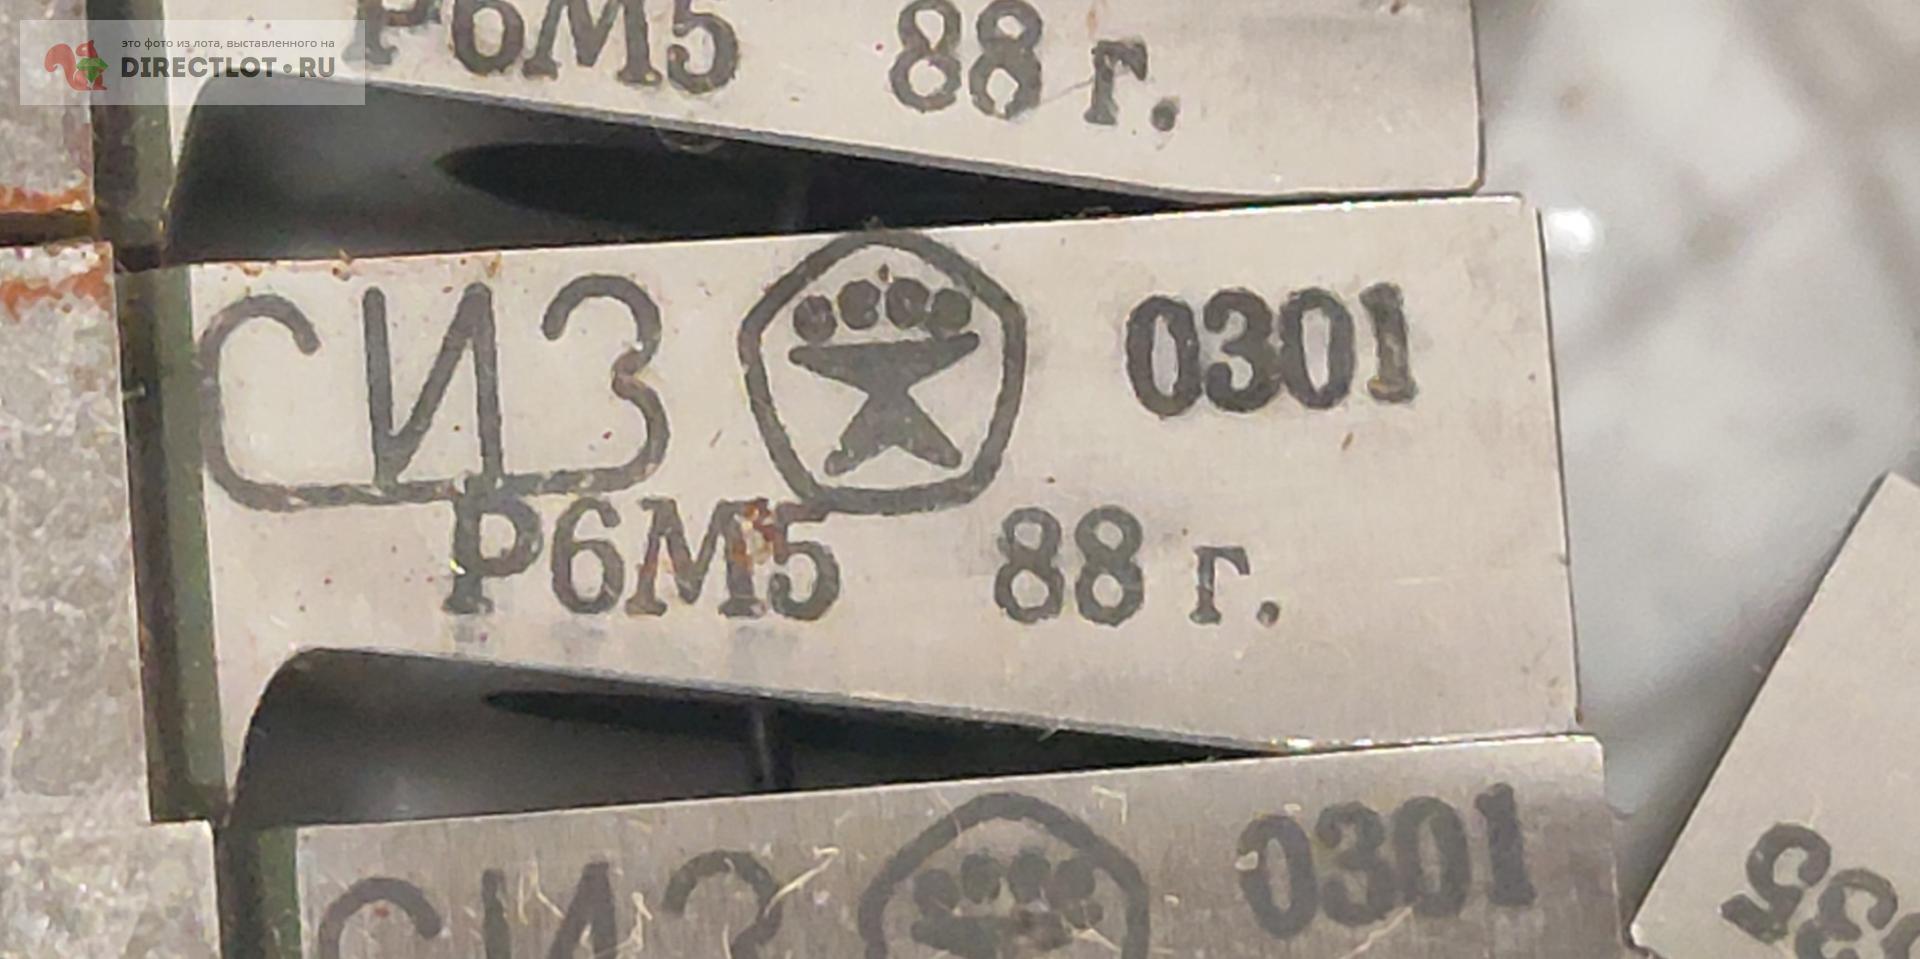 это фото из лота, выставленного на
DIRECTLOT.RU
Р6М5 88 г.
СИЗ 0301
Р6М5 88 г.
СИЗ 0301